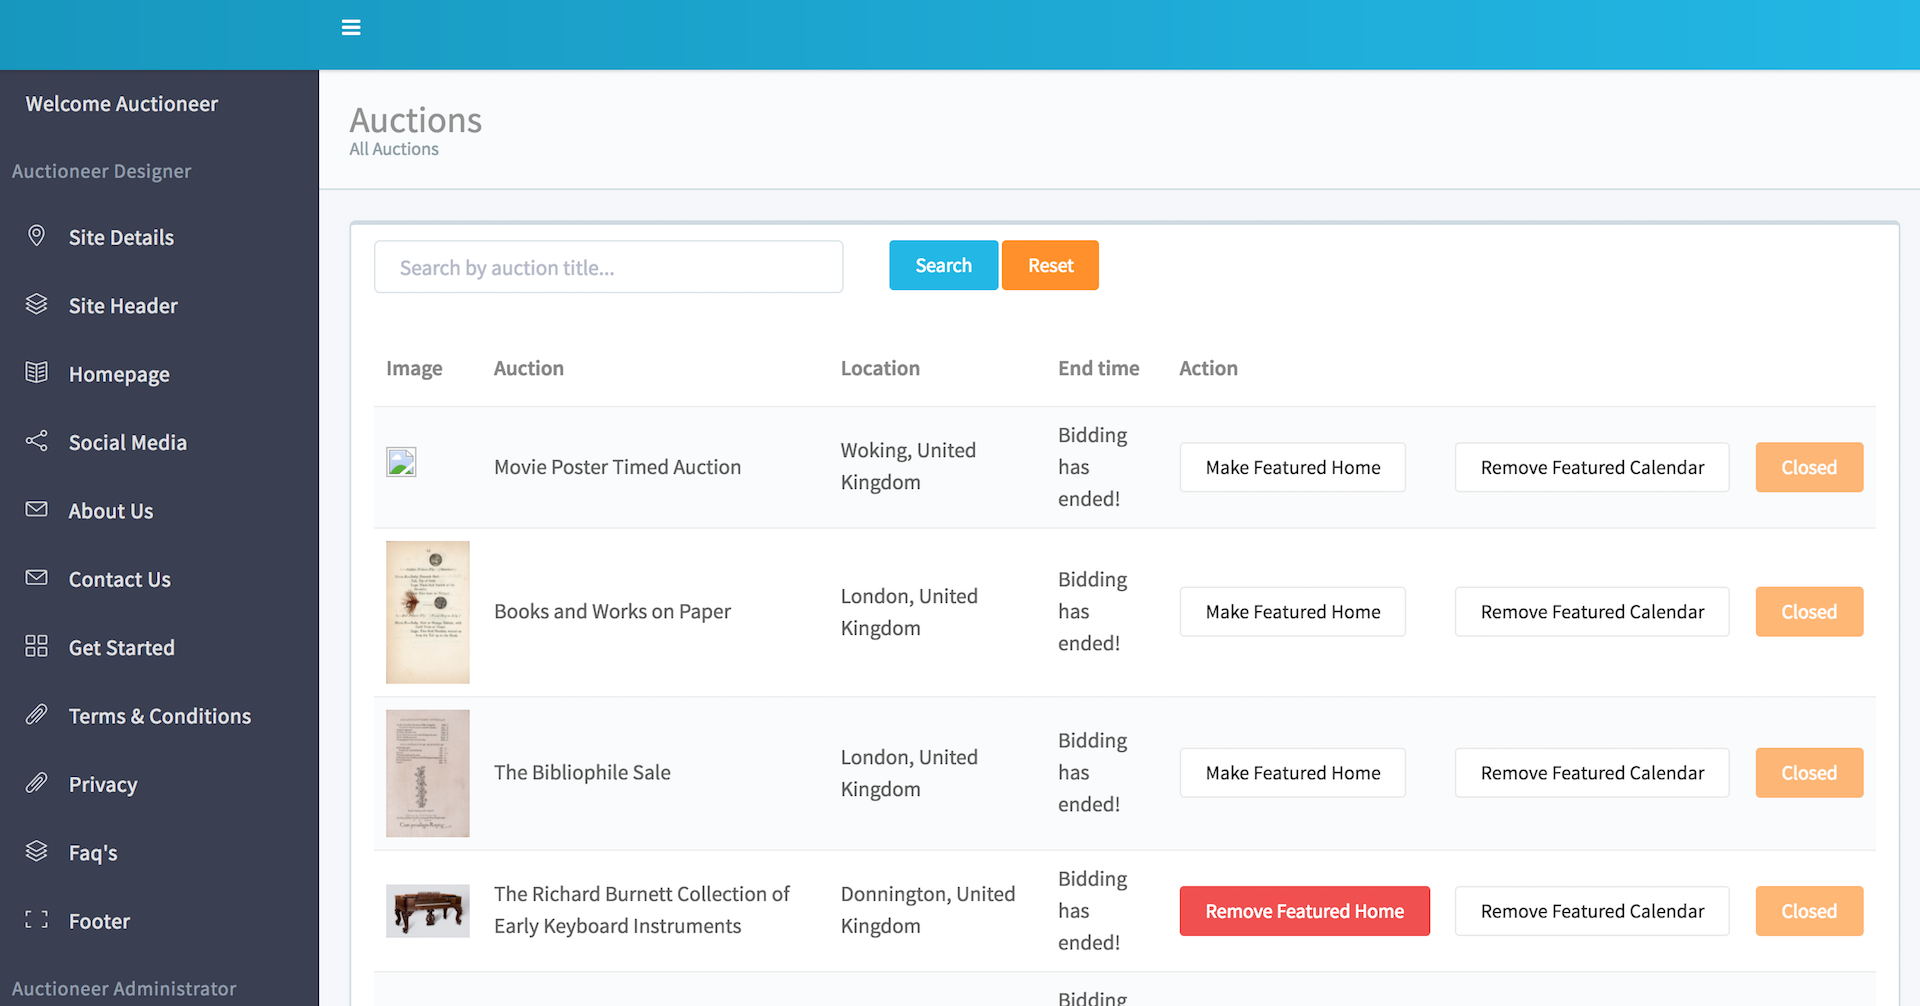 Welcome Auctioneer
Auctioneer Designer
Site Details
Site Header
Homepage
Social Media
About Us
Contact Us
Get Started
Terms & Conditions
Privacy
Faq's
Footer
Auctioneer Administrator
Auctions
All Auctions
Search by auction title...
Search
Reset
Image
Auction
Location
End time
Action
Movie Poster Timed Auction
Woking, United
Kingdom
Bidding
has
ended!
Make Featured Home
Remove Featured Calendar
Closed
Books and Works on Paper
London, United
Kingdom
Bidding
has
ended!
Make Featured Home
Remove Featured Calendar
Closed
The Bibliophile Sale
London, United
Kingdom
Bidding
has
ended!
Make Featured Home
Remove Featured Calendar
Closed
The Richard Burnett Collection of
Early Keyboard Instruments
Donnington, United
Kingdom
Bidding
has
ended!
Remove Featured Home
Remove Featured Calendar
Closed
Bidding